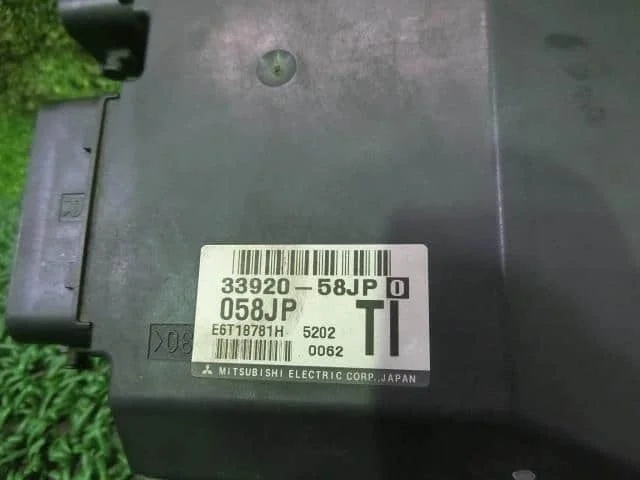 33920-58JP 0
058JP TI
E6T18781H 5202
0062
MITSUBISHI ELECTRIC CORP., JAPAN
R